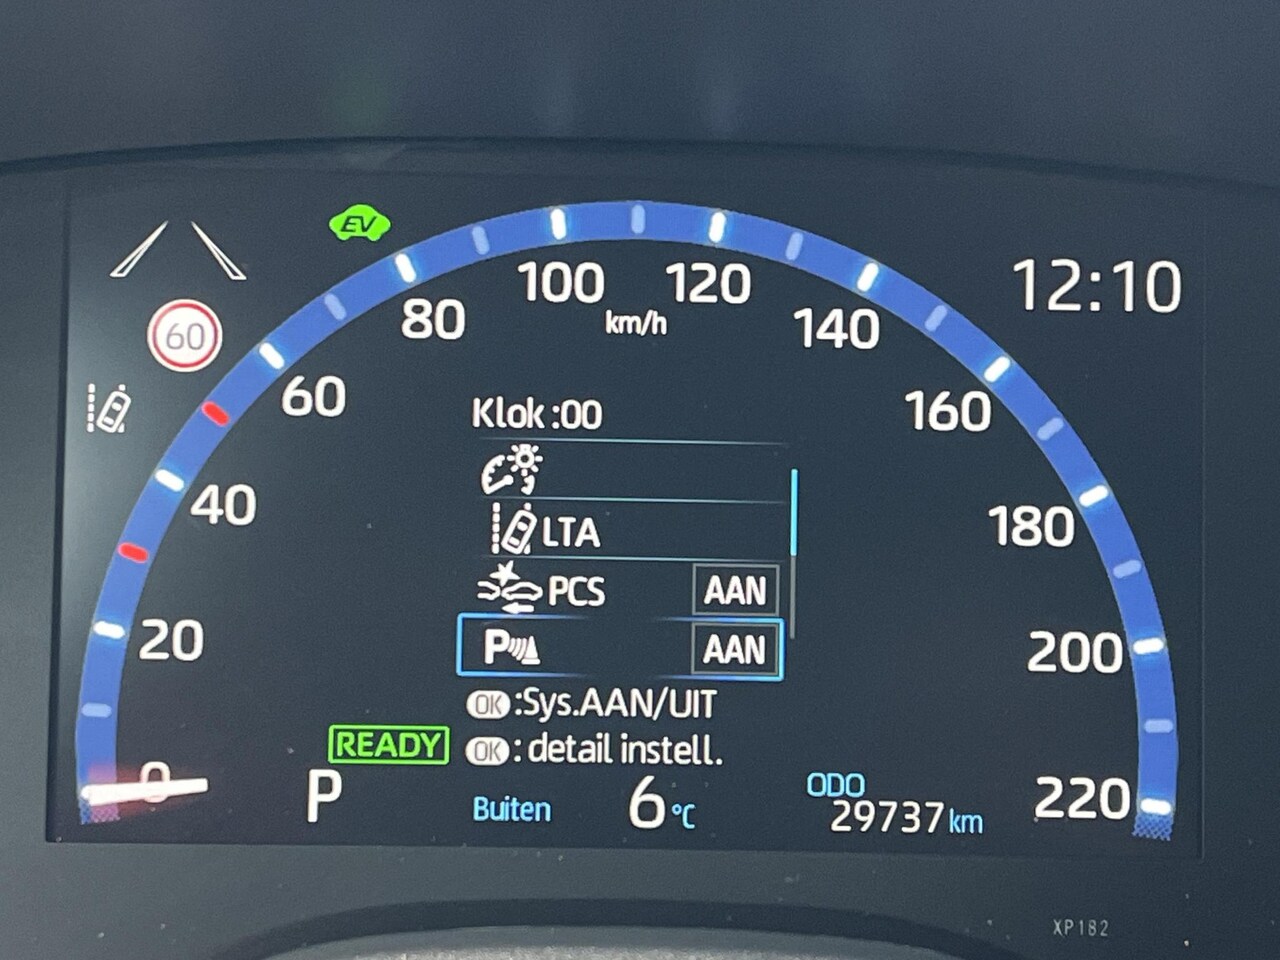 EV
12:10
60
0
20
40
60
80
100
120
140
160
180
200
220
km/h
Klok :00
LTA
PCS AAN
P AAN
OK :Sys.AAN/UIT
OK : detail instell.
READY
P
Buiten 6 °C
ODO
29737 km
XP182